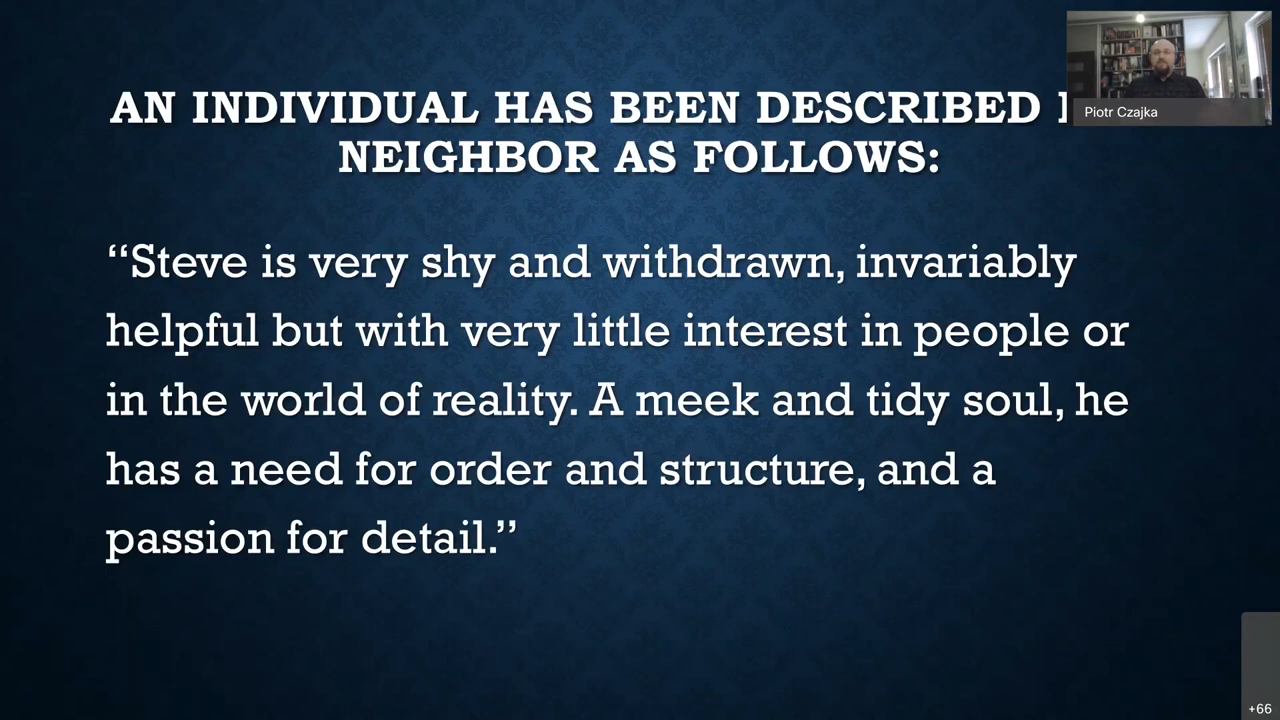 AN INDIVIDUAL HAS BEEN DESCRIBED
NEIGHBOR AS FOLLOWS:
Piotr Czajka
“Steve is very shy and withdrawn, invariably
helpful but with very little interest in people or
in the world of reality. A meek and tidy soul, he
has a need for order and structure, and a
passion for detail.”
+66